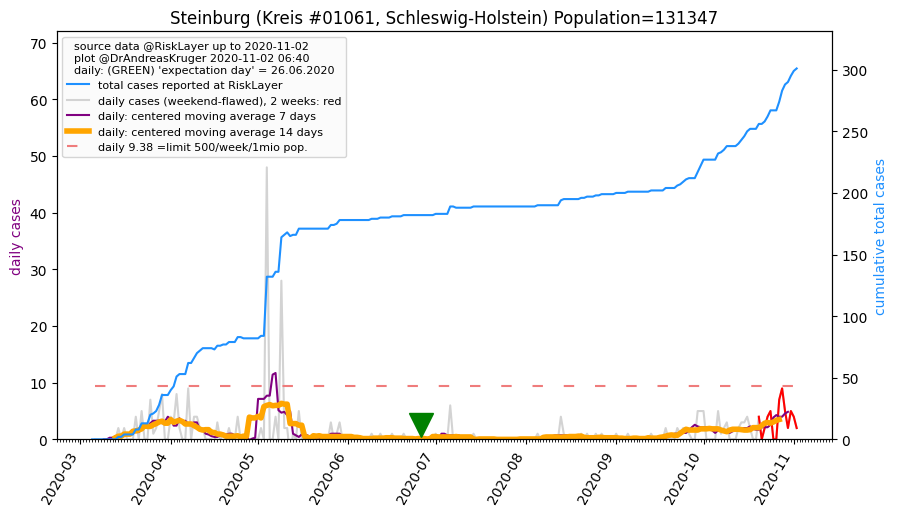 Steinburg (Kreis #01061, Schleswig-Holstein) Population=131347
source data @RiskLayer up to 2020-11-02
plot @DrAndreasKruger 2020-11-02 06:40
daily: (GREEN) 'expectation day' = 26.06.2020
total cases reported at RiskLayer
daily cases (weekend-flawed), 2 weeks: red
daily: centered moving average 7 days
daily: centered moving average 14 days
daily 9.38 =limit 500/week/1mio pop.
daily cases
70
60
50
40
30
20
10
0
cumulative total cases
300
250
200
150
100
50
0
2020-03
2020-04
2020-05
2020-06
2020-07
2020-08
2020-09
2020-10
2020-11